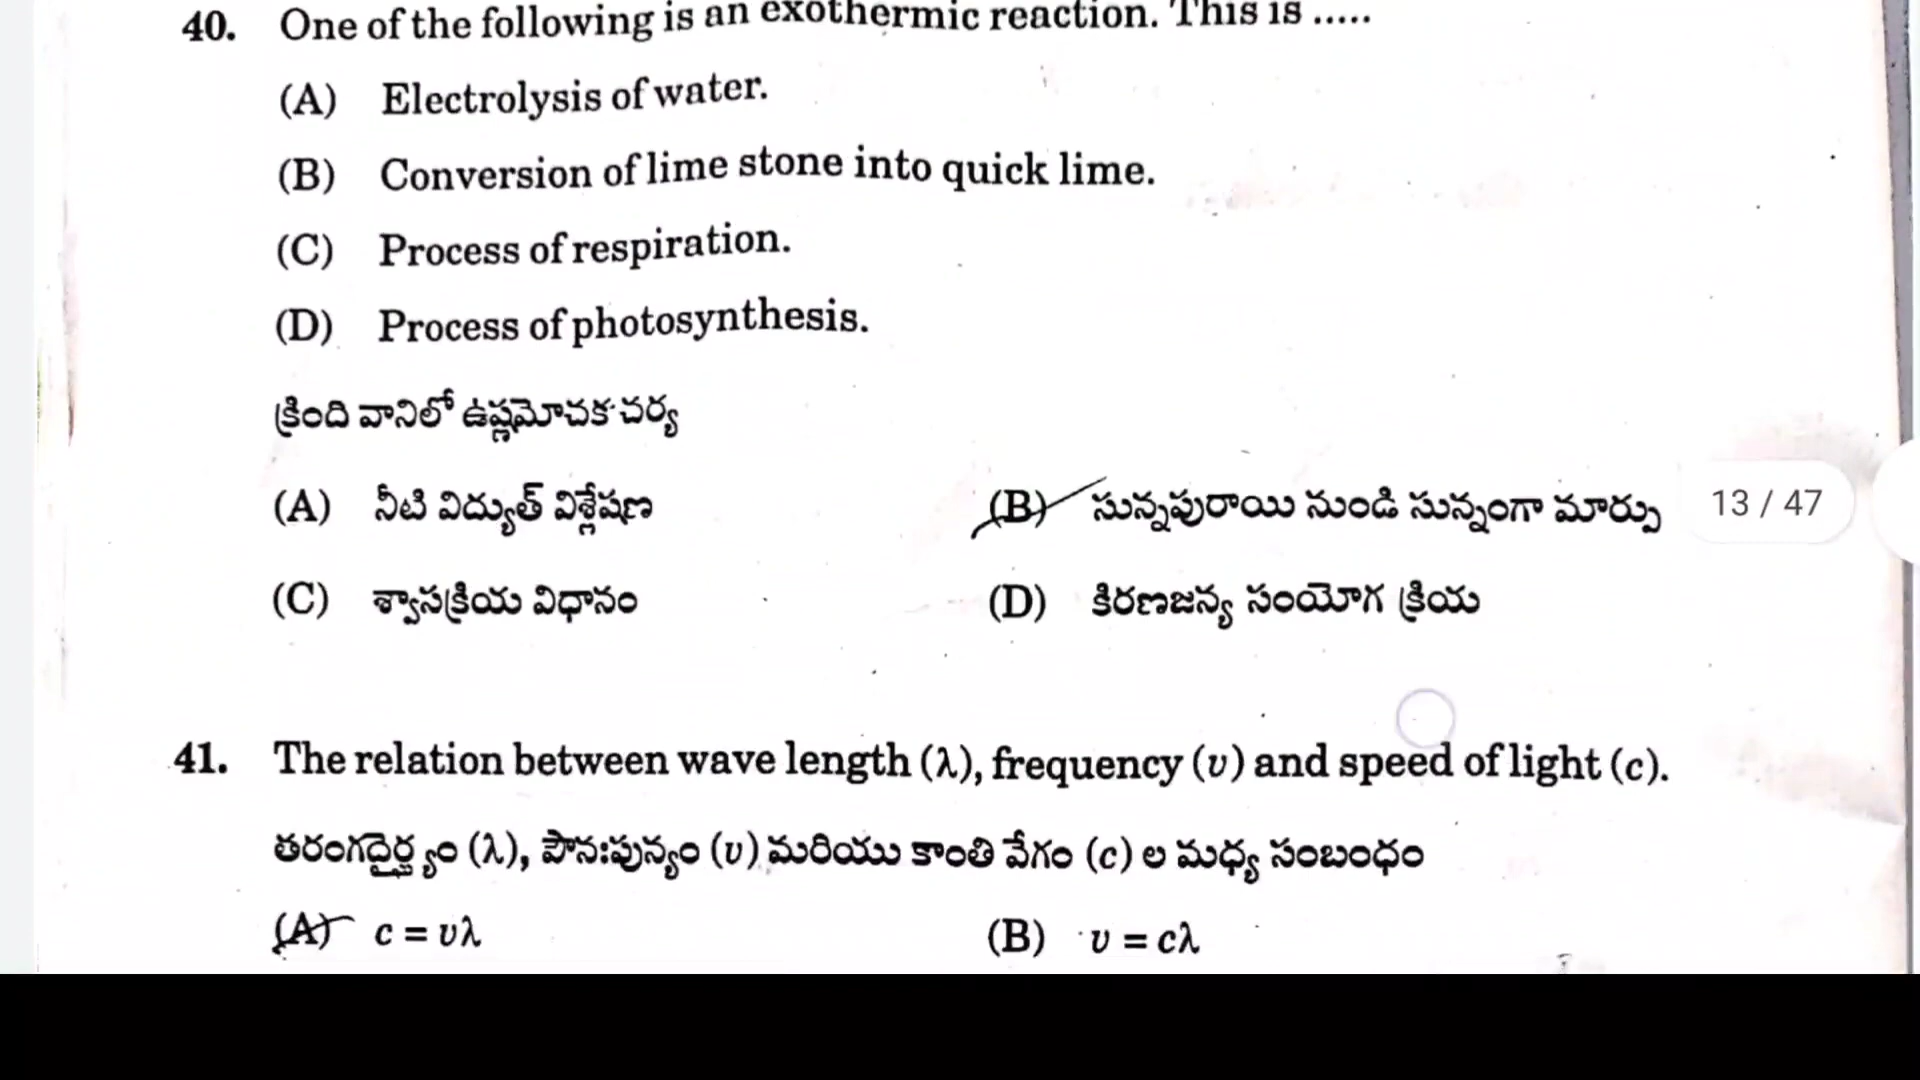 40. One of the following is an exothermic reaction. This is .....
(A) Electrolysis of water.
(B) Conversion of lime stone into quick lime.
(C) Process of respiration.
(D) Process of photosynthesis.
క్రింది వానిలో ఉష్ణమోచక చర్య
(A) నీటి విద్యుత్ విశ్లేషణ (B) సున్నపురాయి నుండి సున్నంగా మార్పు
13 / 47
(C) శ్వాసక్రియ విధానం (D) కిరణజన్య సంయోగ క్రియ
41. The relation between wave length (λ), frequency (υ) and speed of light (c).
తరంగదైర్ఘ్యం (λ), పౌనఃపున్యం (υ) మరియు కాంతి వేగం (c) ల మధ్య సంబంధం
(A) c = υλ (B) υ = cλ